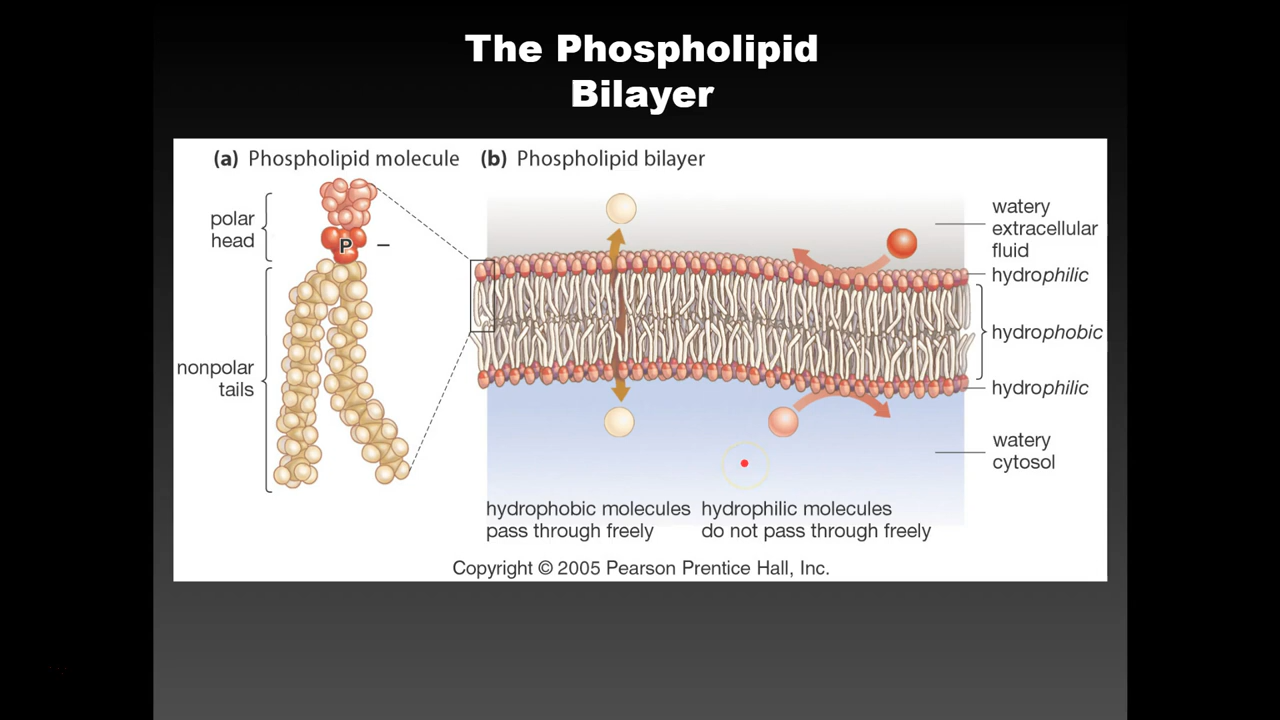 The Phospholipid
Bilayer
(a) Phospholipid molecule
(b) Phospholipid bilayer
polar
head
P
–
nonpolar
tails
watery
extracellular
fluid
hydrophilic
hydrophobic
hydrophilic
watery
cytosol
hydrophobic molecules
pass through freely
hydrophilic molecules
do not pass through freely
Copyright © 2005 Pearson Prentice Hall, Inc.